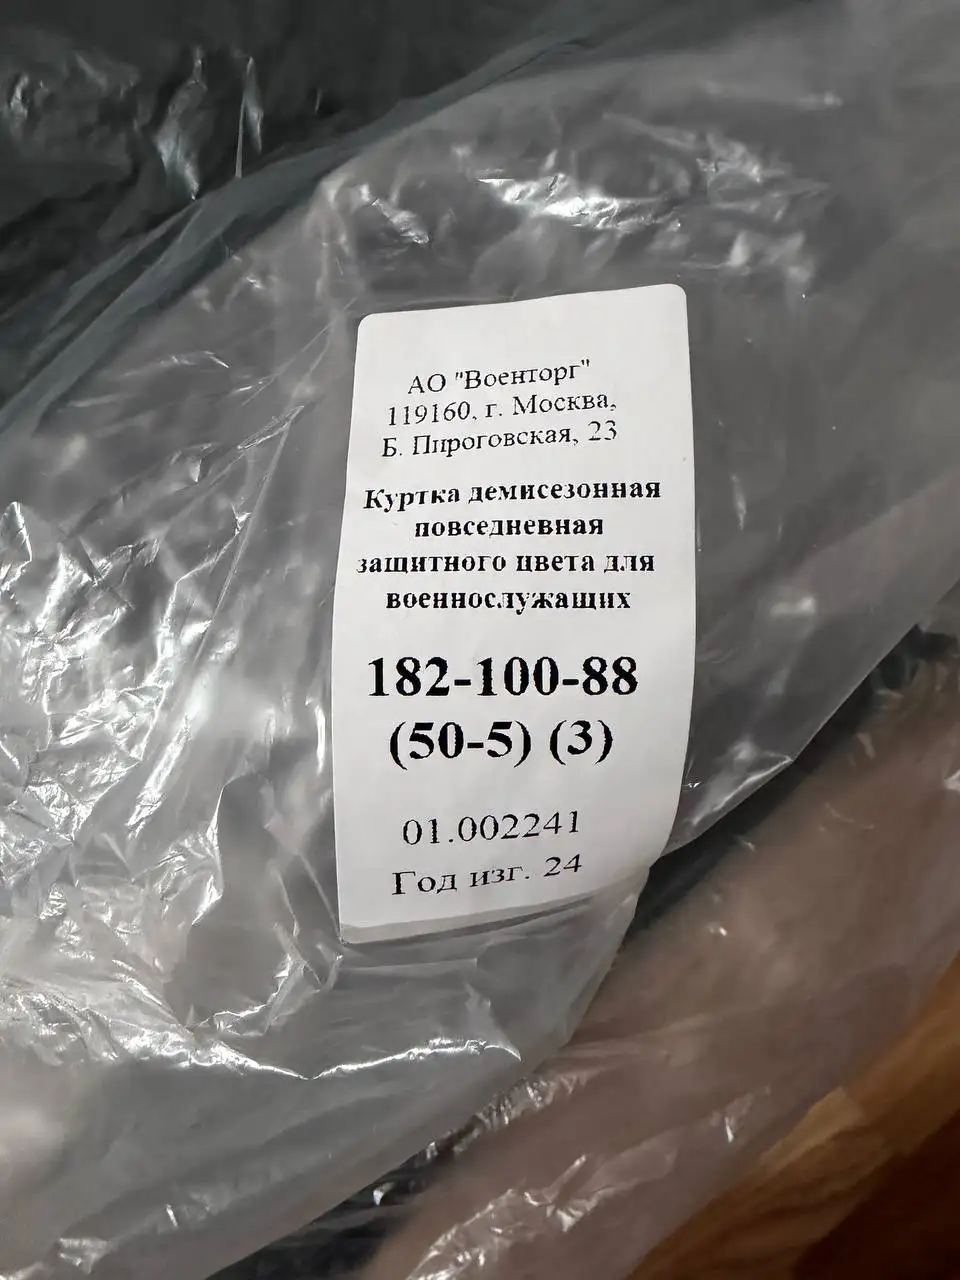 АО "Военторг"
119160, г. Москва,
Б. Пироговская, 23
Куртка демисезонная
повседневная
защитного цвета для
военнослужащих
182-100-88
(50-5) (3)
01.002241
Год изг. 24